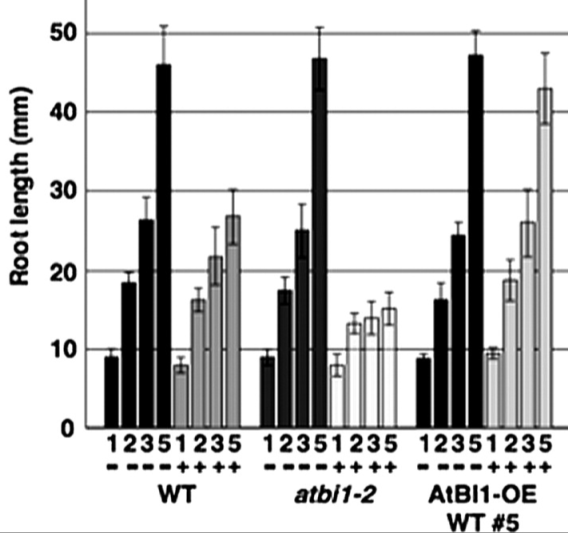 Root length (mm)
50
40
30
20
10
0
1 2 3 5 1 2 3 5 1 2 3 5 1 2 3 5 1 2 3 5 1 2 3 5
- - - - + + + + - - - - + + + + - - - - + + + +
WT atbi1-2 AtBI1-OE
WT #5